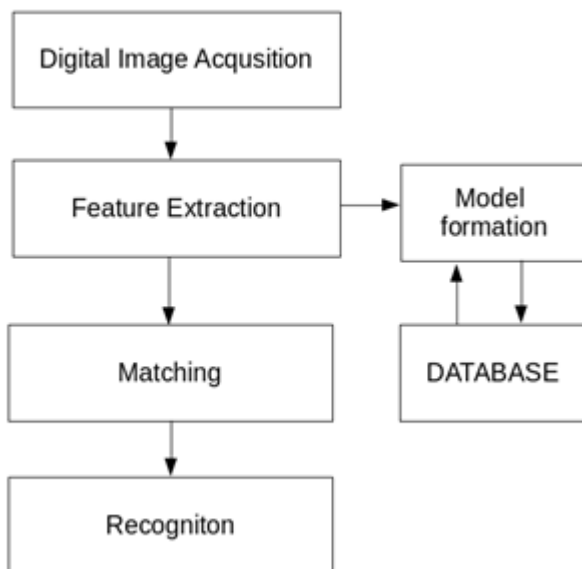 Digital Image Acqusition
Feature Extraction
Model
formation
Matching
DATABASE
Recogniton